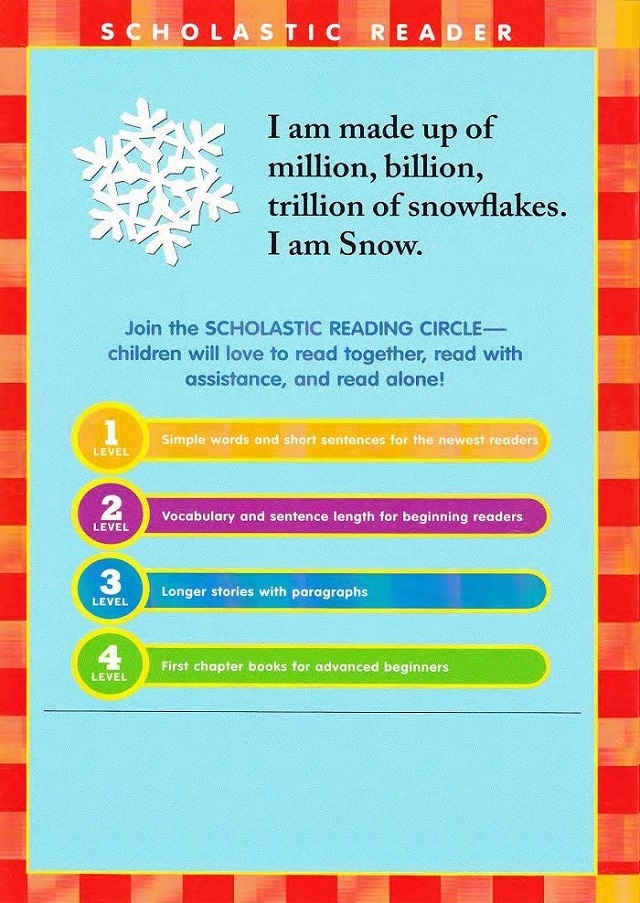 SCHOLASTIC READER
I am made up of
million, billion,
trillion of snowflakes.
I am Snow.
Join the SCHOLASTIC READING CIRCLE—
children will love to read together, read with
assistance, and read alone!
1
LEVEL
Simple words and short sentences for the newest readers
2
LEVEL
Vocabulary and sentence length for beginning readers
3
LEVEL
Longer stories with paragraphs
4
LEVEL
First chapter books for advanced beginners